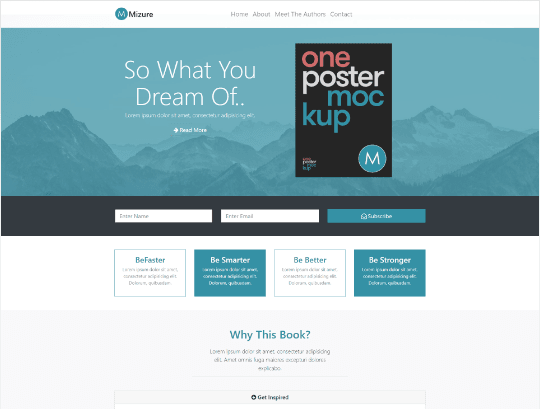 M Mizure
Home About Meet The Authors Contact
So What You
Dream Of..
Lorem ipsum dolor sit amet, consectetur adipisicing elit.
Read More
one
poster
moc
kup
one
poster
moc
kup
M
Enter Name
Enter Email
Subscribe
BeFaster
Lorem ipsum dolor sit amet,
consectetur adipisicing elit.
Dolorum, quibusdam.
Be Smarter
Lorem ipsum dolor sit amet,
consectetur adipisicing elit.
Dolorum, quibusdam.
Be Better
Lorem ipsum dolor sit amet,
consectetur adipisicing elit.
Dolorum, quibusdam.
Be Stronger
Lorem ipsum dolor sit amet,
consectetur adipisicing elit.
Dolorum, quibusdam.
Why This Book?
Lorem ipsum dolor sit amet, consectetur adipisicing
elit. Amet omnis fuga maiores excepturi dolores
explicabo.
Get Inspired